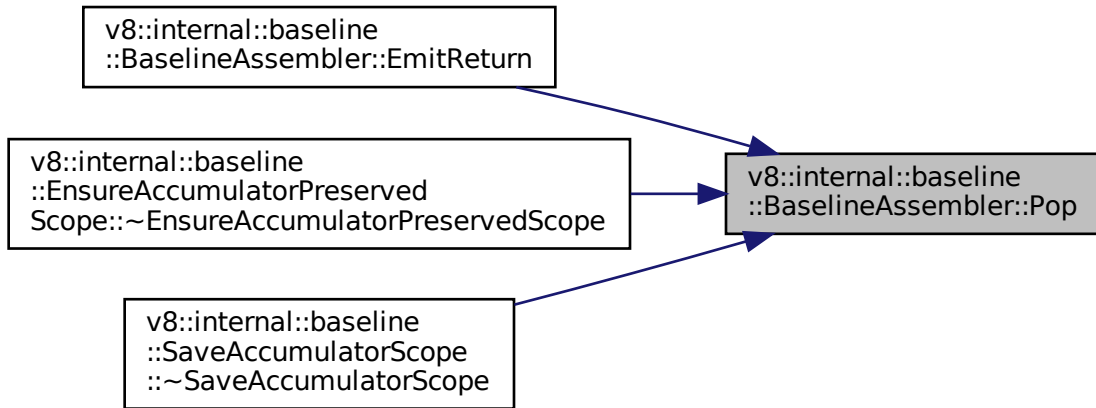 v8::internal::baseline
::BaselineAssembler::EmitReturn
v8::internal::baseline
::EnsureAccumulatorPreserved
Scope::~EnsureAccumulatorPreservedScope
v8::internal::baseline
::SaveAccumulatorScope
::~SaveAccumulatorScope
v8::internal::baseline
::BaselineAssembler::Pop